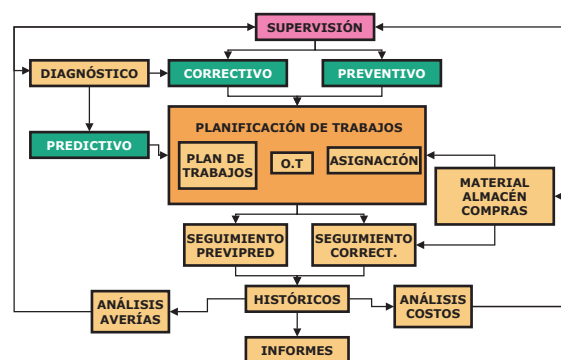 SUPERVISIÓN
DIAGNÓSTICO
CORRECTIVO
PREVENTIVO
PLANIFICACIÓN DE TRABAJOS
PREDICTIVO
PLAN DE
TRABAJOS
O.T
ASIGNACIÓN
MATERIAL
ALMACÉN
COMPRAS
SEGUIMIENTO
PREVIPRED
SEGUIMIENTO
CORRECT.
ANÁLISIS
AVERÍAS
HISTÓRICOS
ANÁLISIS
COSTOS
INFORMES